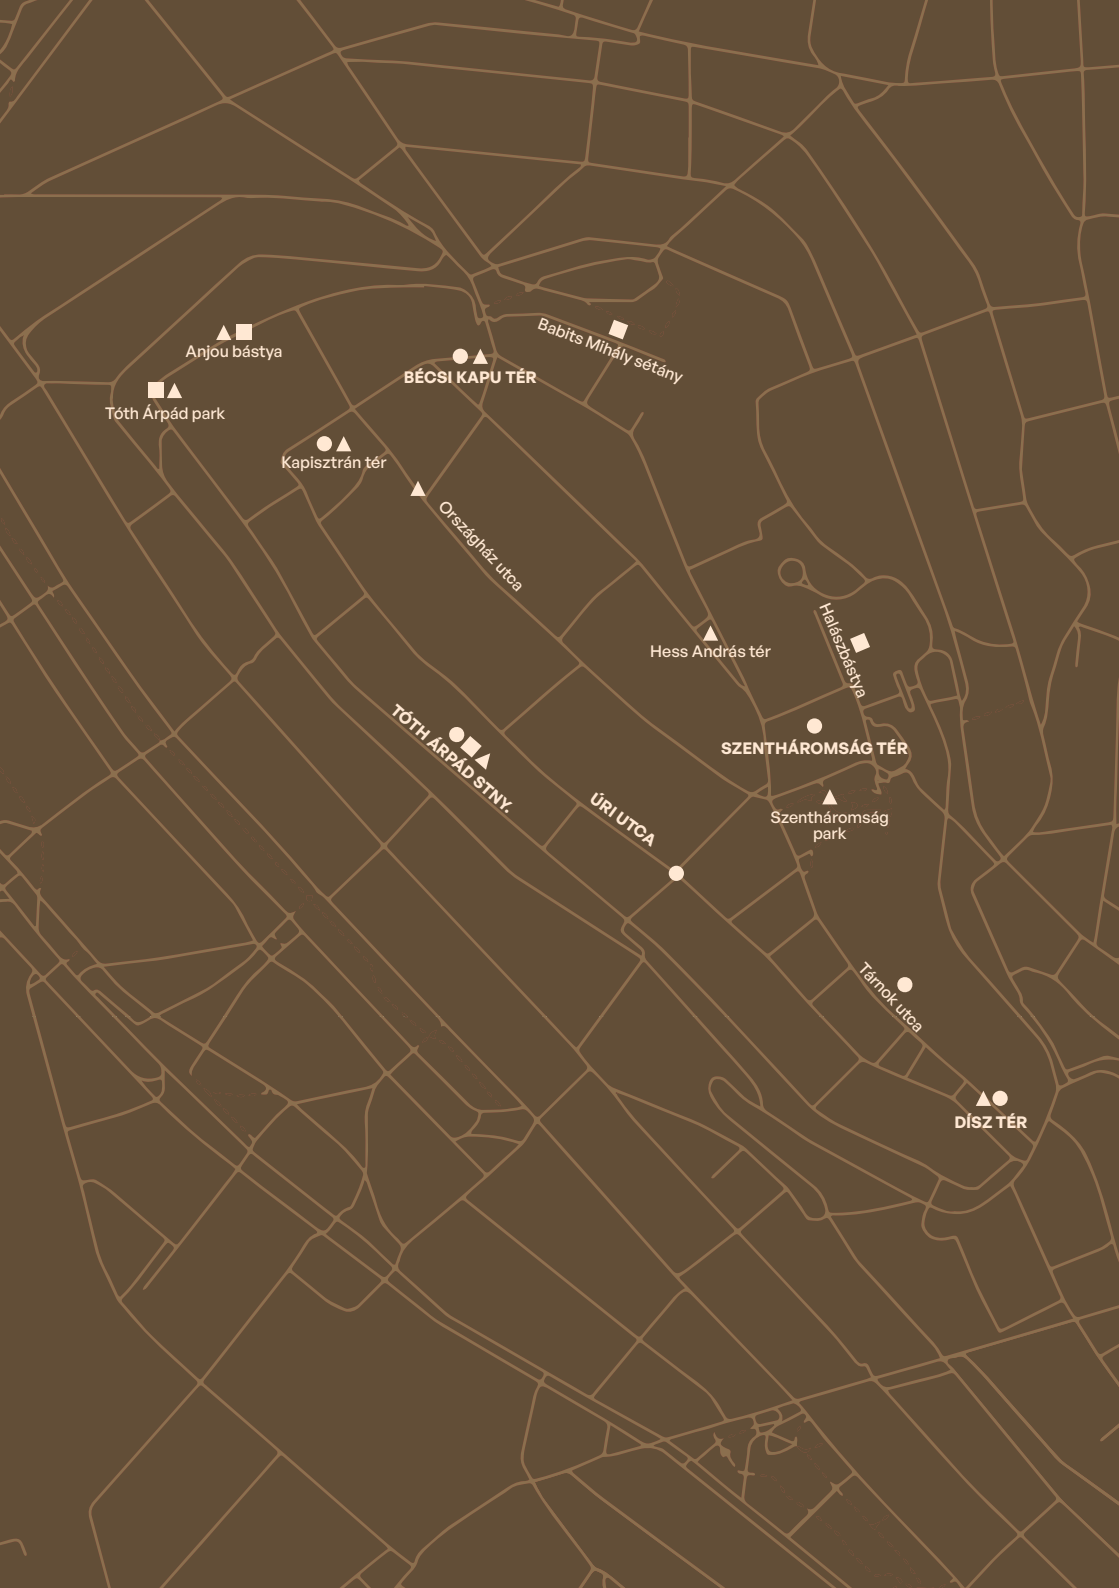 Babits Mihály sétány
Anjou bástya
BÉCSI KAPU TÉR
Tóth Árpád park
Kapisztrán tér
Országház utca
Halászbástya
Hess András tér
TÓTH ÁRPÁD STNY.
SZENTHÁROMSÁG TÉR
ÚRI UTCA
Szentháromság
park
Tárnok utca
DÍSZ TÉR